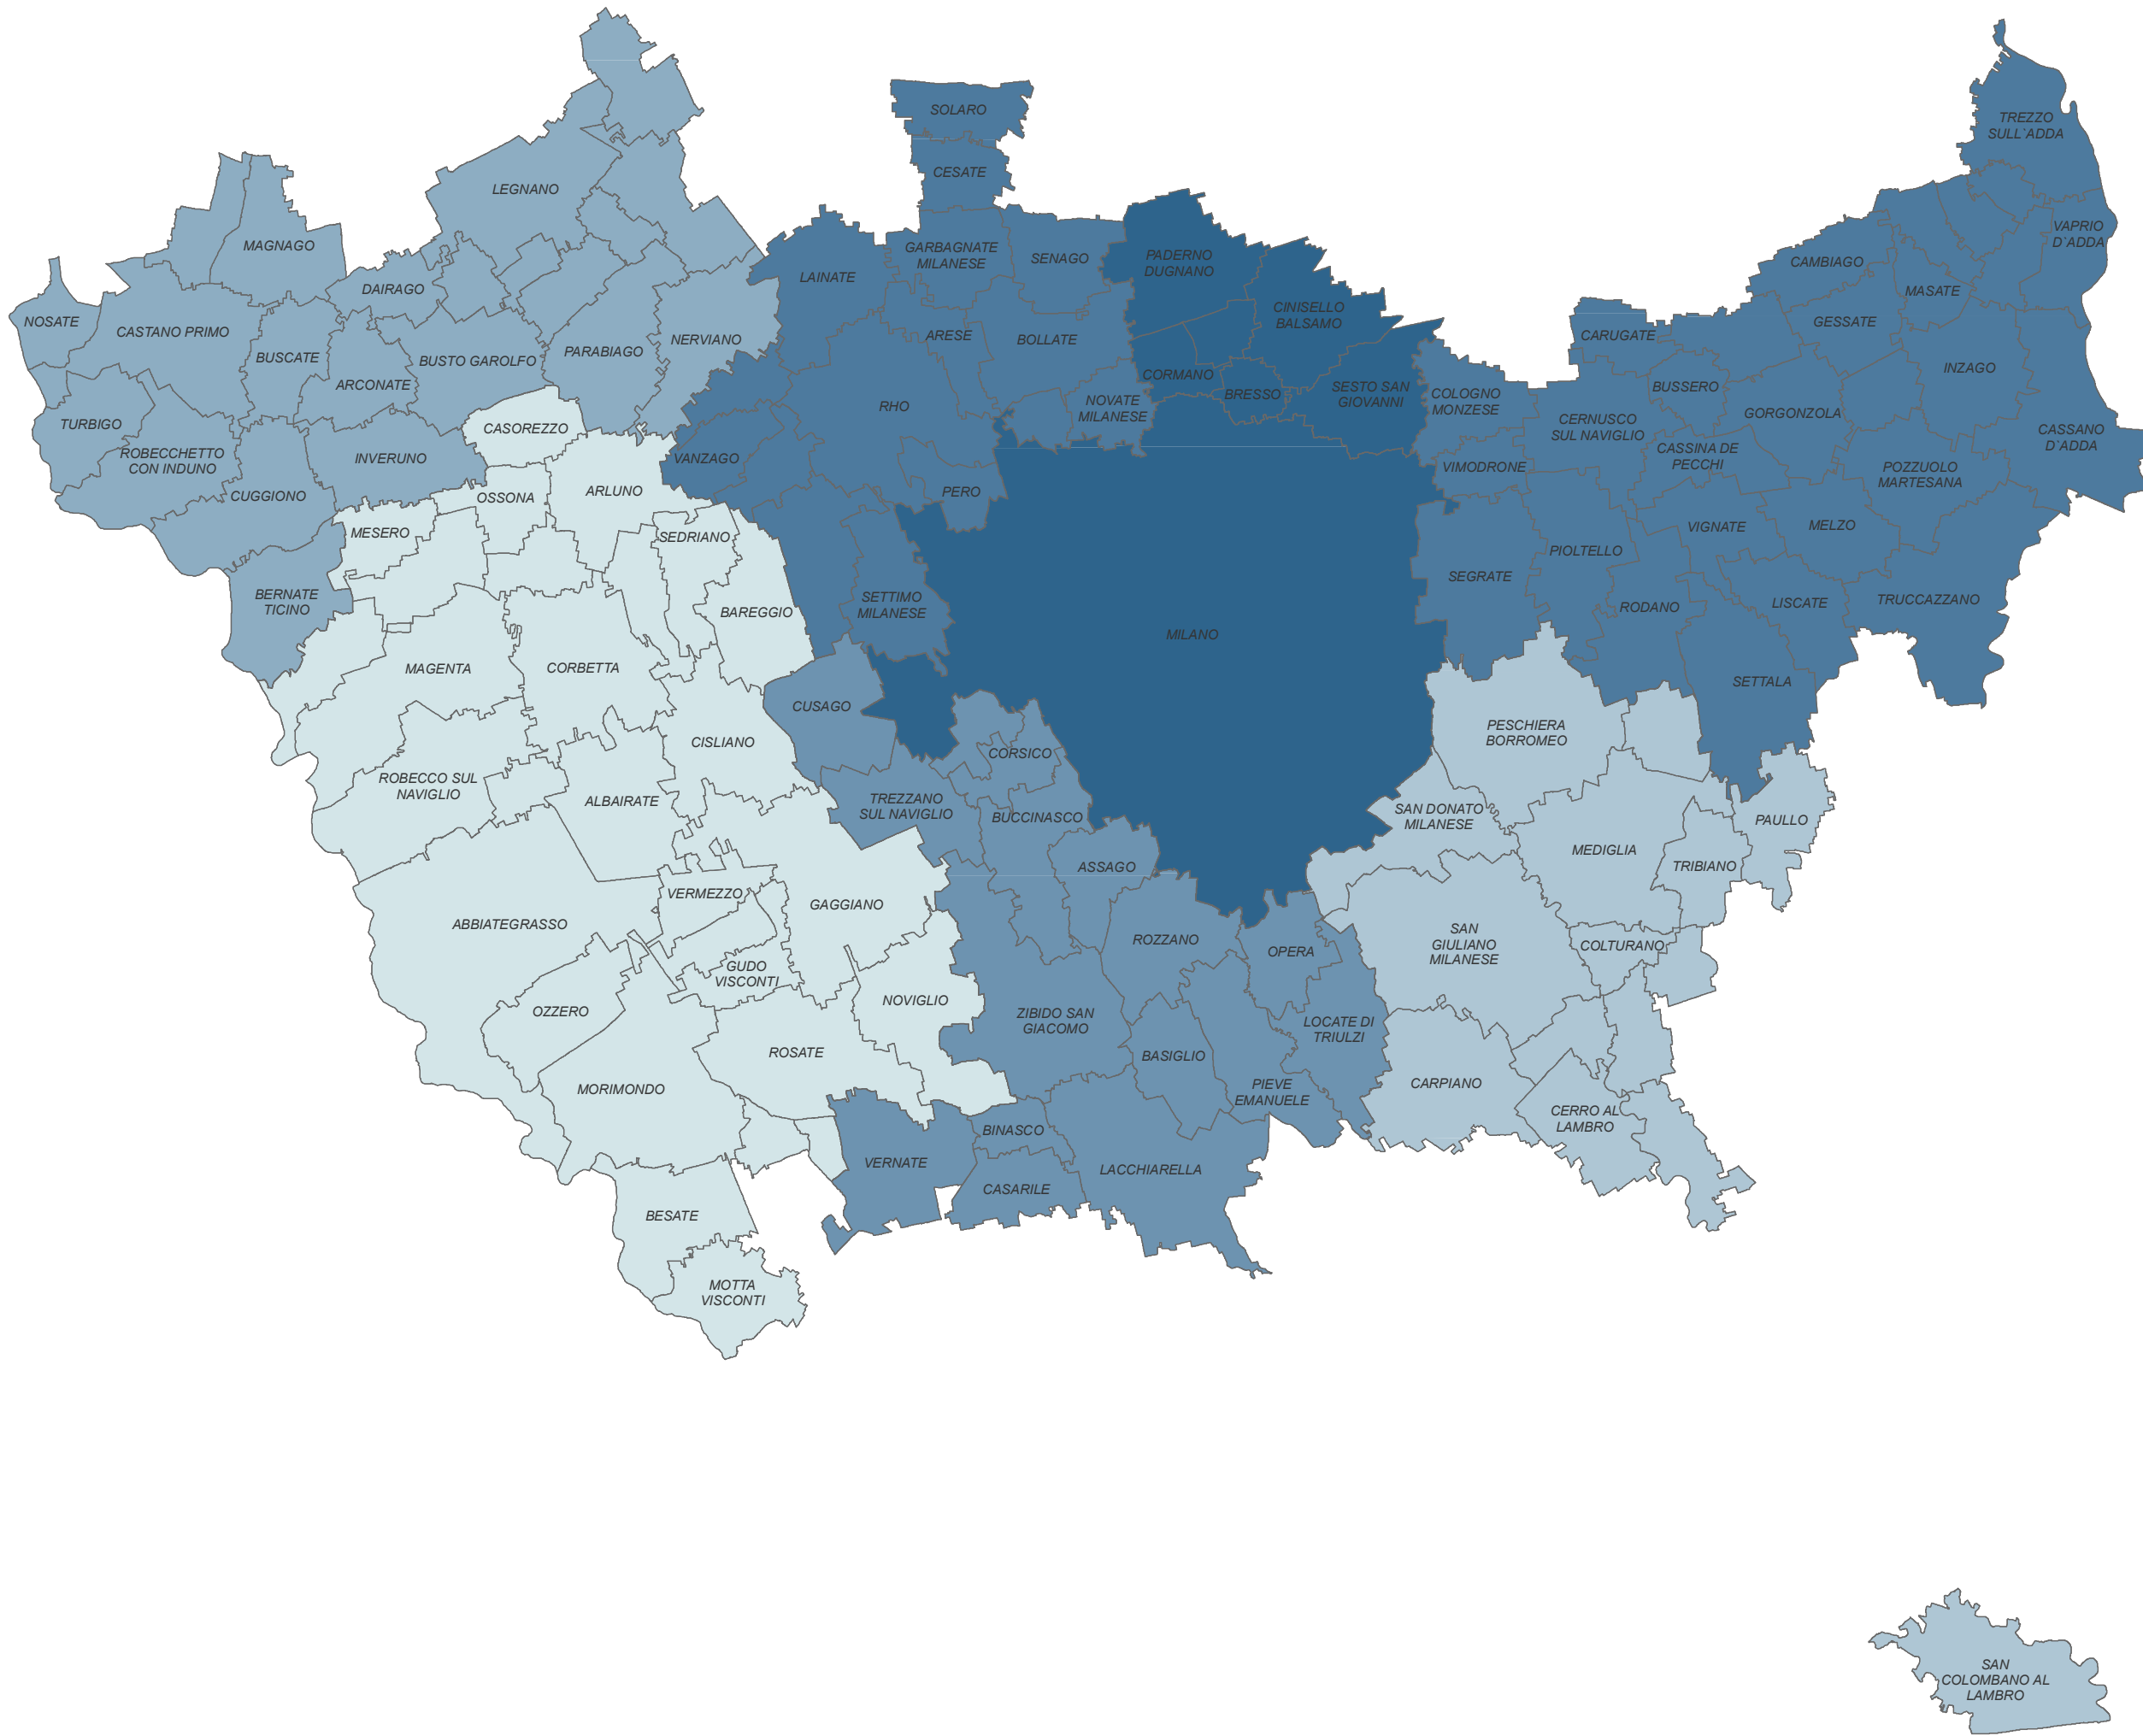 SOLARO
TREZZO
SULL`ADDA
CESATE
LEGNANO
MAGNAGO
GARBAGNATE
MILANESE
SENAGO
PADERNO
DUGNANO
VAPRIO
D`ADDA
CAMBIAGO
LAINATE
DAIRAGO
MASATE
CINISELLO
BALSAMO
NOSATE
CASTANO PRIMO
GESSATE
ARESE
BOLLATE
CARUGATE
NERVIANO
PARABIAGO
BUSCATE
BUSTO GAROLFO
INZAGO
ARCONATE
CORMANO
BRESSO
SESTO SAN
GIOVANNI
BUSSERO
COLOGNO
MONZESE
RHO
NOVATE
MILANESE
GORGONZOLA
TURBIGO
CASOREZZO
CERNUSCO
SUL NAVIGLIO
CASSANO
D`ADDA
ROBECCHETTO
CON INDUNO
INVERUNO
VANZAGO
CASSINA DE
PECCHI
VIMODRONE
POZZUOLO
MARTESANA
CUGGIONO
OSSONA
ARLUNO
PERO
MESERO
SEDRIANO
VIGNATE
MELZO
PIOLTELLO
SEGRATE
BERNATE
TICINO
SETTIMO
MILANESE
BAREGGIO
RODANO
LISCATE
TRUCCAZZANO
MILANO
MAGENTA
CORBETTA
SETTALA
CUSAGO
PESCHIERA
BORROMEO
CISLIANO
CORSICO
ROBECCO SUL
NAVIGLIO
ALBAIRATE
TREZZANO
SUL NAVIGLIO
BUCCINASCO
SAN DONATO
MILANESE
PAULLO
MEDIGLIA
ASSAGO
TRIBIANO
VERMEZZO
GAGGIANO
ABBIATEGRASSO
ROZZANO
OPERA
SAN
GIULIANO
MILANESE
COLTURANO
GUDO
VISCONTI
NOVIGLIO
OZZERO
ZIBIDO SAN
GIACOMO
LOCATE DI
TRIULZI
ROSATE
BASIGLIO
MORIMONDO
PIEVE
EMANUELE
CARPIANO
CERRO AL
LAMBRO
BINASCO
VERNATE
LACCHIARELLA
CASARILE
BESATE
MOTTA
VISCONTI
SAN
COLOMBANO AL
LAMBRO